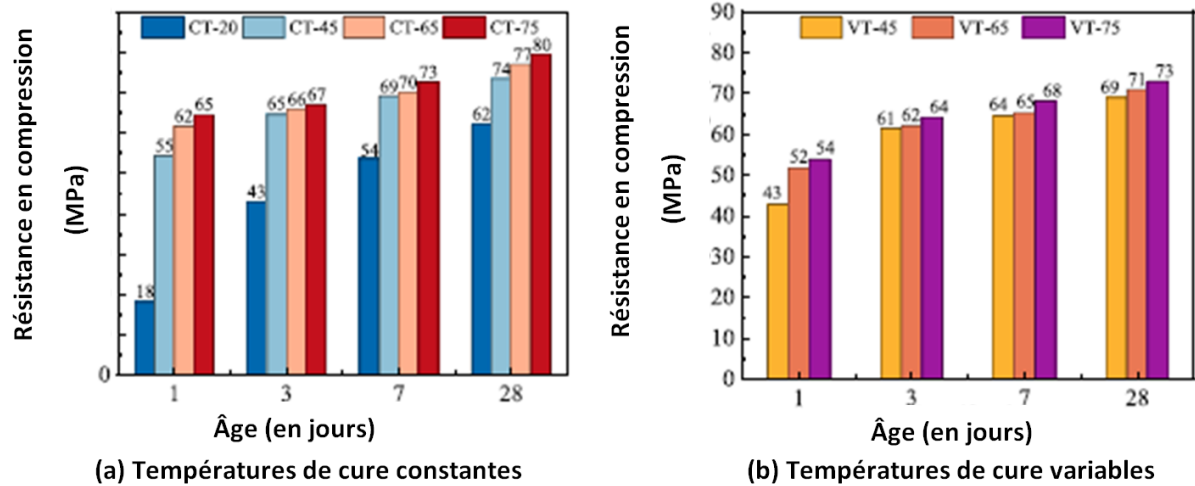 CT-20 CT-45 CT-65 CT-75
Résistance en compression
(MPa)
18 55 62 65
43 65 66 67
54 69 70 73
62 74 77 80
0
1 3 7 28
Âge (en jours)
(a) Températures de cure constantes
VT-45 VT-65 VT-75
Résistance en compression
(MPa)
90
80
70
60
50
40
30
20
10
0
43 52 54
61 62 64
64 65 68
69 71 73
1 3 7 28
Âge (en jours)
(b) Températures de cure variables